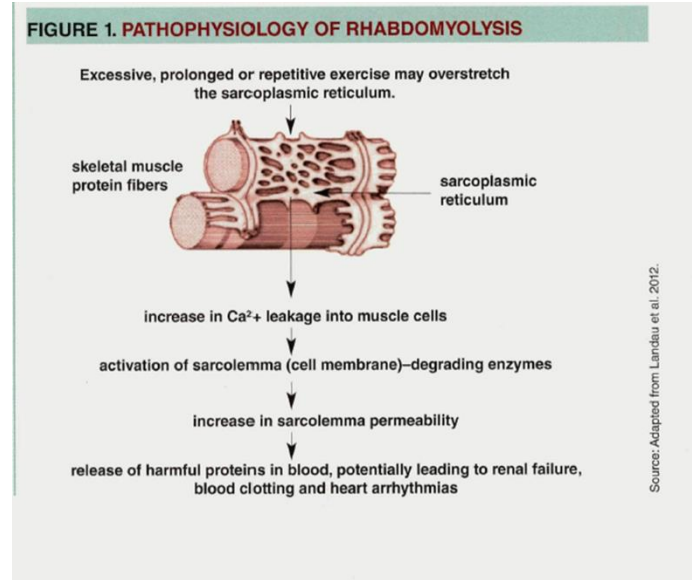 FIGURE 1. PATHOPHYSIOLOGY OF RHABDOMYOLYSIS
Excessive, prolonged or repetitive exercise may overstretch
the sarcoplasmic reticulum.
skeletal muscle
protein fibers
sarcoplasmic
reticulum
increase in Ca²+ leakage into muscle cells
activation of sarcolemma (cell membrane)–degrading enzymes
increase in sarcolemma permeability
release of harmful proteins in blood, potentially leading to renal failure,
blood clotting and heart arrhythmias
Source: Adapted from Landau et al. 2012.